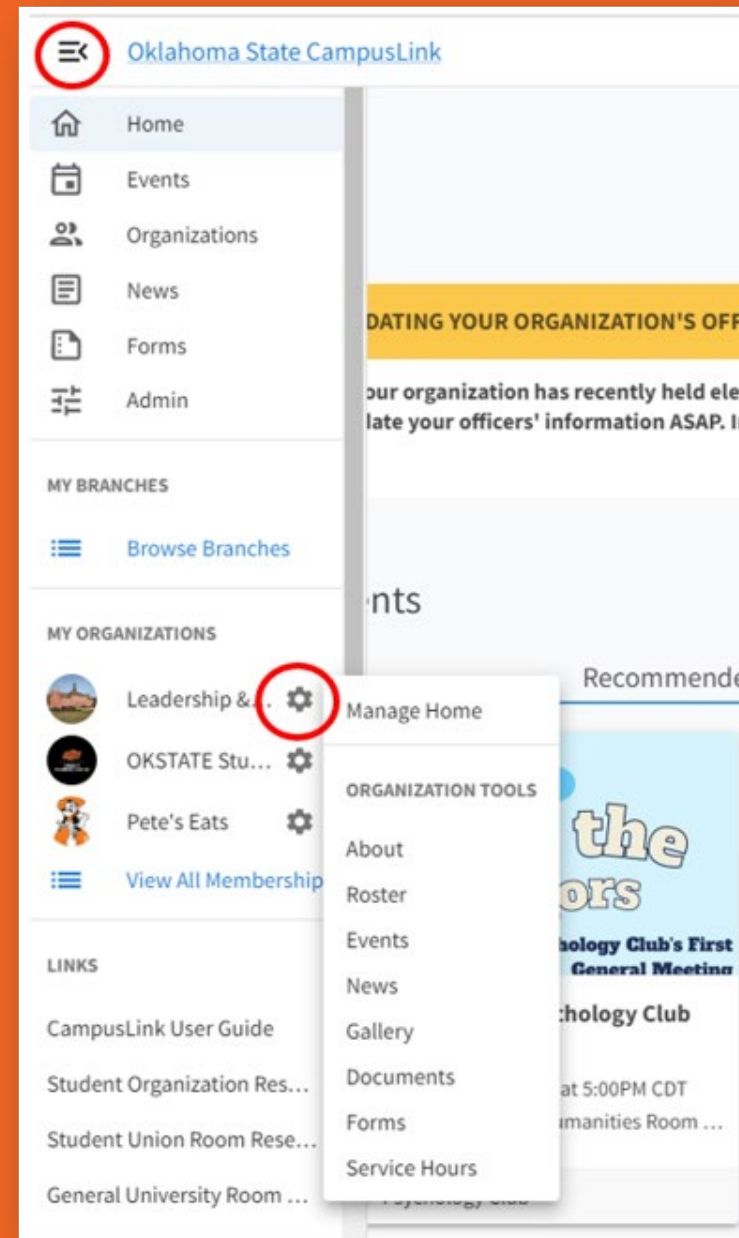 Oklahoma State CampusLink
Home
Events
Organizations
News
Forms
Admin
MY BRANCHES
Browse Branches
MY ORGANIZATIONS
Leadership &...
OKSTATE Stu...
Pete's Eats
View All Membership
LINKS
CampusLink User Guide
Student Organization Res...
Student Union Room Rese...
General University Room ...
Manage Home
ORGANIZATION TOOLS
About
Roster
Events
News
Gallery
Documents
Forms
Service Hours
DATING YOUR ORGANIZATION'S OFF
our organization has recently held ele
late your officers' information ASAP. I
nts
Recommende
the
ors
hology Club's First
General Meeting
chology Club
at 5:00PM CDT
umanities Room ...
Psychology Club